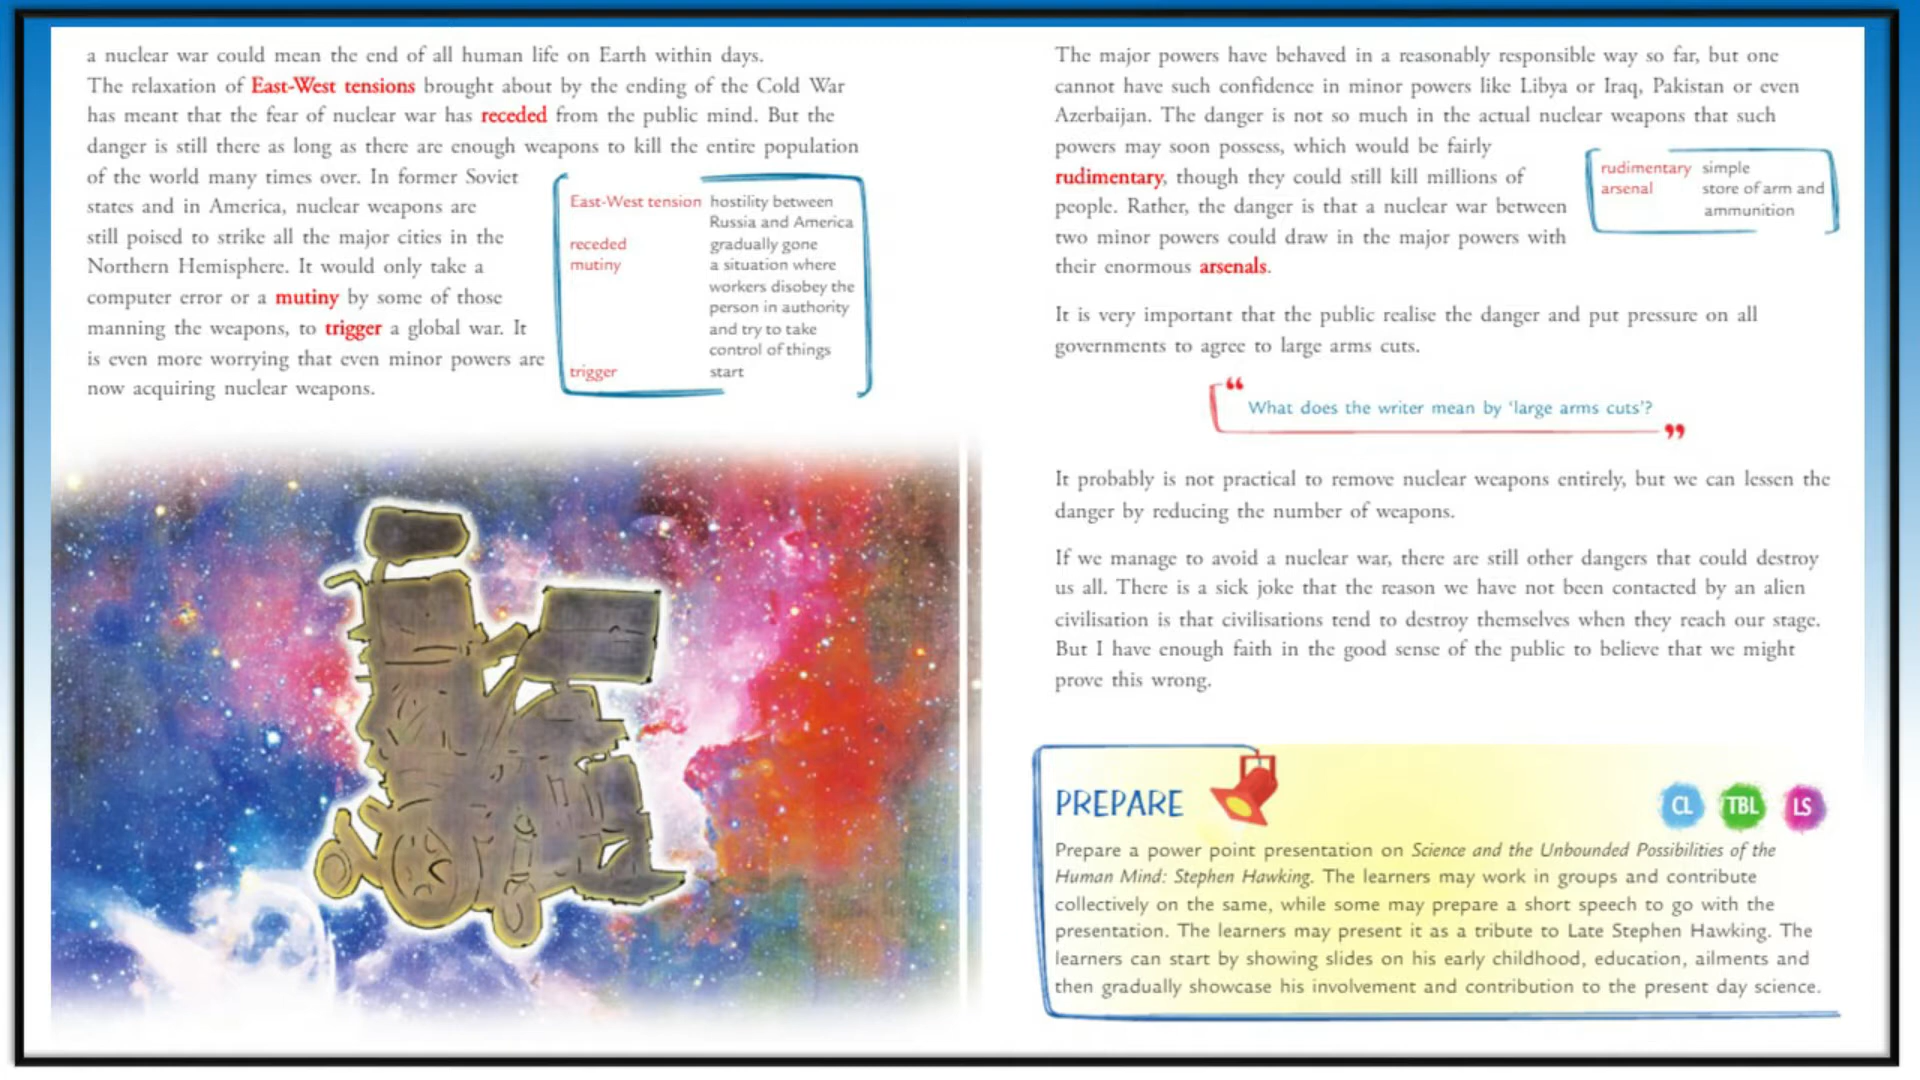 a nuclear war could mean the end of all human life on Earth within days.
The relaxation of East-West tensions brought about by the ending of the Cold War
has meant that the fear of nuclear war has receded from the public mind. But the
danger is still there as long as there are enough weapons to kill the entire population
of the world many times over. In former Soviet
states and in America, nuclear weapons are
still poised to strike all the major cities in the
Northern Hemisphere. It would only take a
computer error or a mutiny by some of those
manning the weapons, to trigger a global war. It
is even more worrying that even minor powers are
now acquiring nuclear weapons.
East-West tension hostility between
Russia and America
receded gradually gone
mutiny a situation where
workers disobey the
person in authority
and try to take
control of things
trigger start
The major powers have behaved in a reasonably responsible way so far, but one
cannot have such confidence in minor powers like Libya or Iraq, Pakistan or even
Azerbaijan. The danger is not so much in the actual nuclear weapons that such
powers may soon possess, which would be fairly
rudimentary, though they could still kill millions of
people. Rather, the danger is that a nuclear war between
two minor powers could draw in the major powers with
their enormous arsenals.
rudimentary simple
arsenal store of arm and
ammunition
It is very important that the public realise the danger and put pressure on all
governments to agree to large arms cuts.
“What does the writer mean by ‘large arms cuts’?”
It probably is not practical to remove nuclear weapons entirely, but we can lessen the
danger by reducing the number of weapons.
If we manage to avoid a nuclear war, there are still other dangers that could destroy
us all. There is a sick joke that the reason we have not been contacted by an alien
civilisation is that civilisations tend to destroy themselves when they reach our stage.
But I have enough faith in the good sense of the public to believe that we might
prove this wrong.
PREPARE
CL TBL LS
Prepare a power point presentation on Science and the Unbounded Possibilities of the
Human Mind: Stephen Hawking. The learners may work in groups and contribute
collectively on the same, while some may prepare a short speech to go with the
presentation. The learners may present it as a tribute to Late Stephen Hawking. The
learners can start by showing slides on his early childhood, education, ailments and
then gradually showcase his involvement and contribution to the present day science.